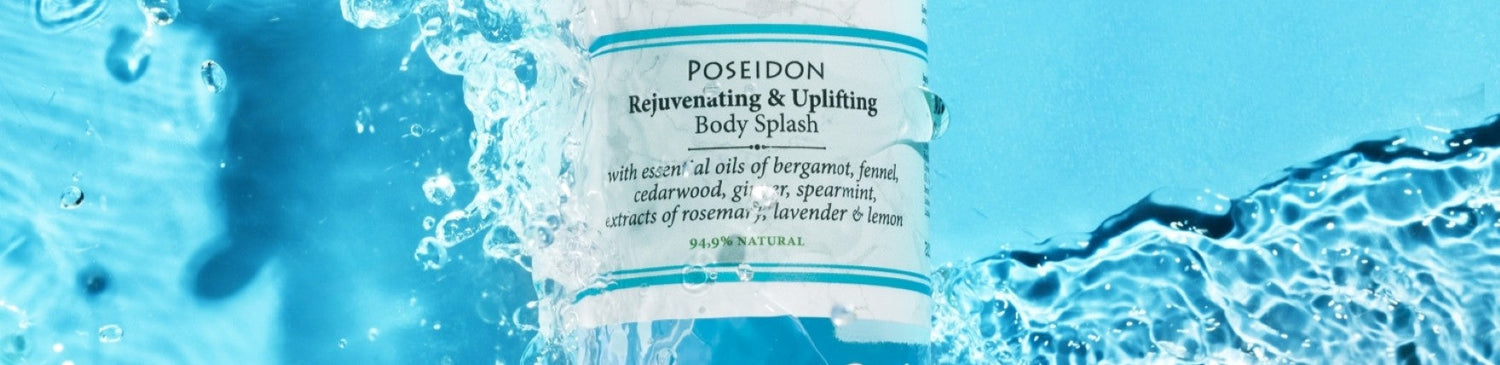 POSEIDON
Rejuvenating & Uplifting
Body Splash
with essential oils of bergamot, fennel,
cedarwood, ginger, spearmint,
extracts of rosemary, lavender & lemon
94,9% NATURAL